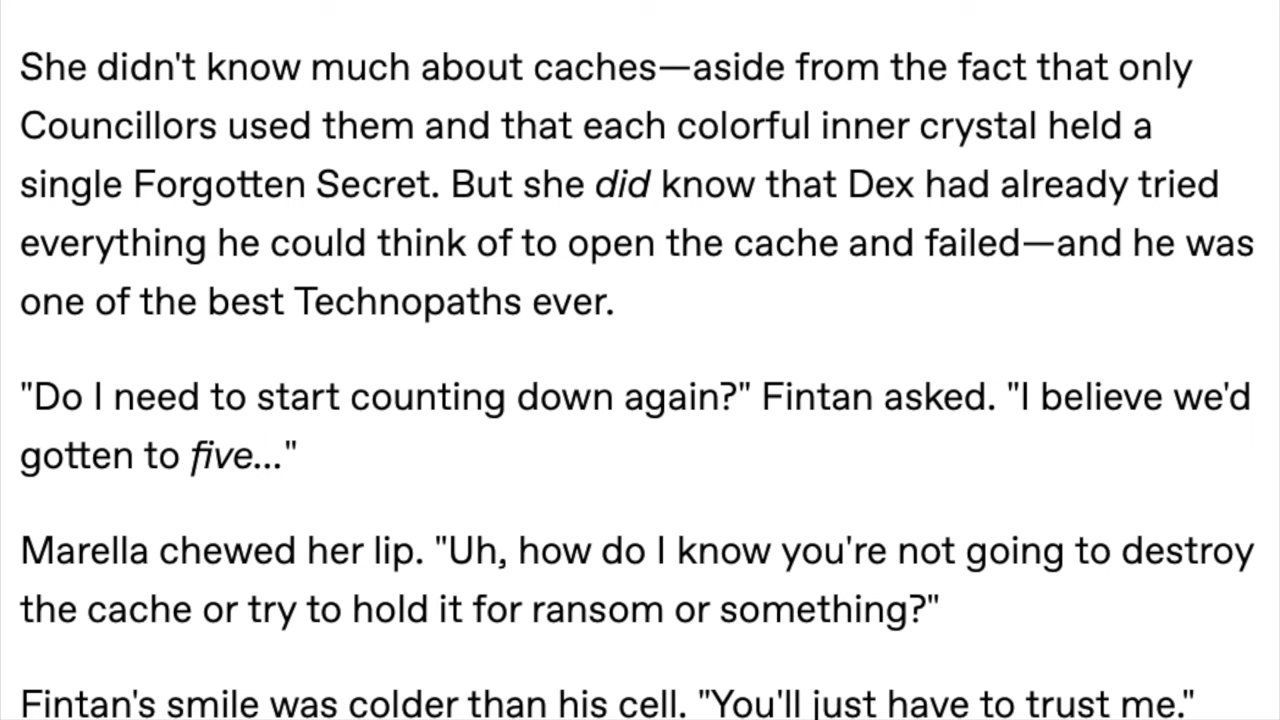 She didn't know much about caches—aside from the fact that only
Councillors used them and that each colorful inner crystal held a
single Forgotten Secret. But she did know that Dex had already tried
everything he could think of to open the cache and failed—and he was
one of the best Technopaths ever.
"Do I need to start counting down again?" Fintan asked. "I believe we'd
gotten to five..."
Marella chewed her lip. "Uh, how do I know you're not going to destroy
the cache or try to hold it for ransom or something?"
Fintan's smile was colder than his cell. "You'll just have to trust me."